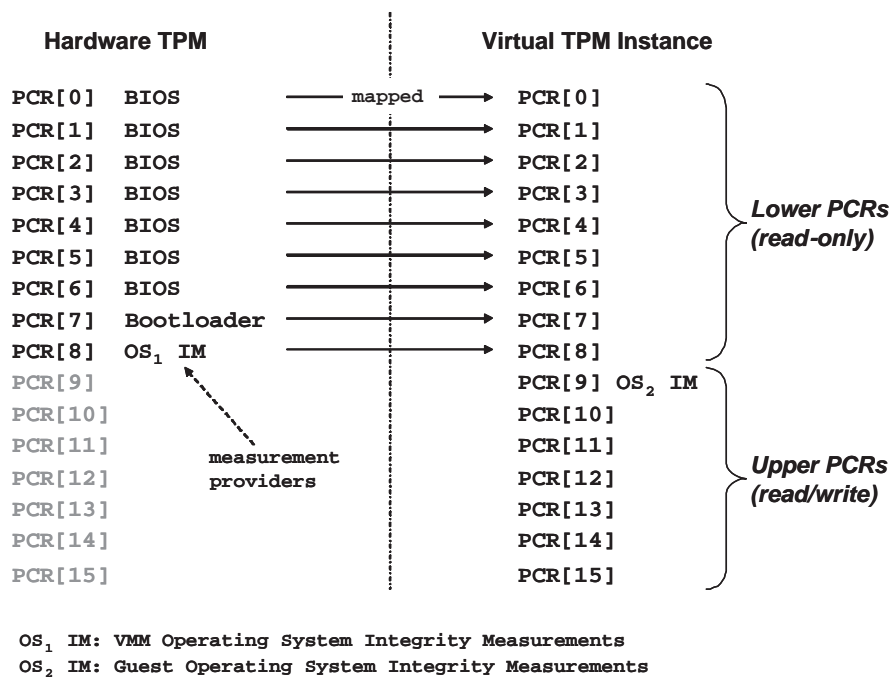 Hardware TPM Virtual TPM Instance
PCR[0] BIOS mapped PCR[0]
PCR[1] BIOS PCR[1]
PCR[2] BIOS PCR[2]
PCR[3] BIOS PCR[3]
PCR[4] BIOS PCR[4]
PCR[5] BIOS PCR[5]
PCR[6] BIOS PCR[6]
PCR[7] Bootloader PCR[7]
PCR[8] OS₁ IM PCR[8]
Lower PCRs
(read-only)
PCR[9] PCR[9] OS₂ IM
PCR[10] PCR[10]
PCR[11] PCR[11]
PCR[12] PCR[12]
PCR[13] PCR[13]
PCR[14] PCR[14]
PCR[15] PCR[15]
measurement
providers
Upper PCRs
(read/write)
OS₁ IM: VMM Operating System Integrity Measurements
OS₂ IM: Guest Operating System Integrity Measurements